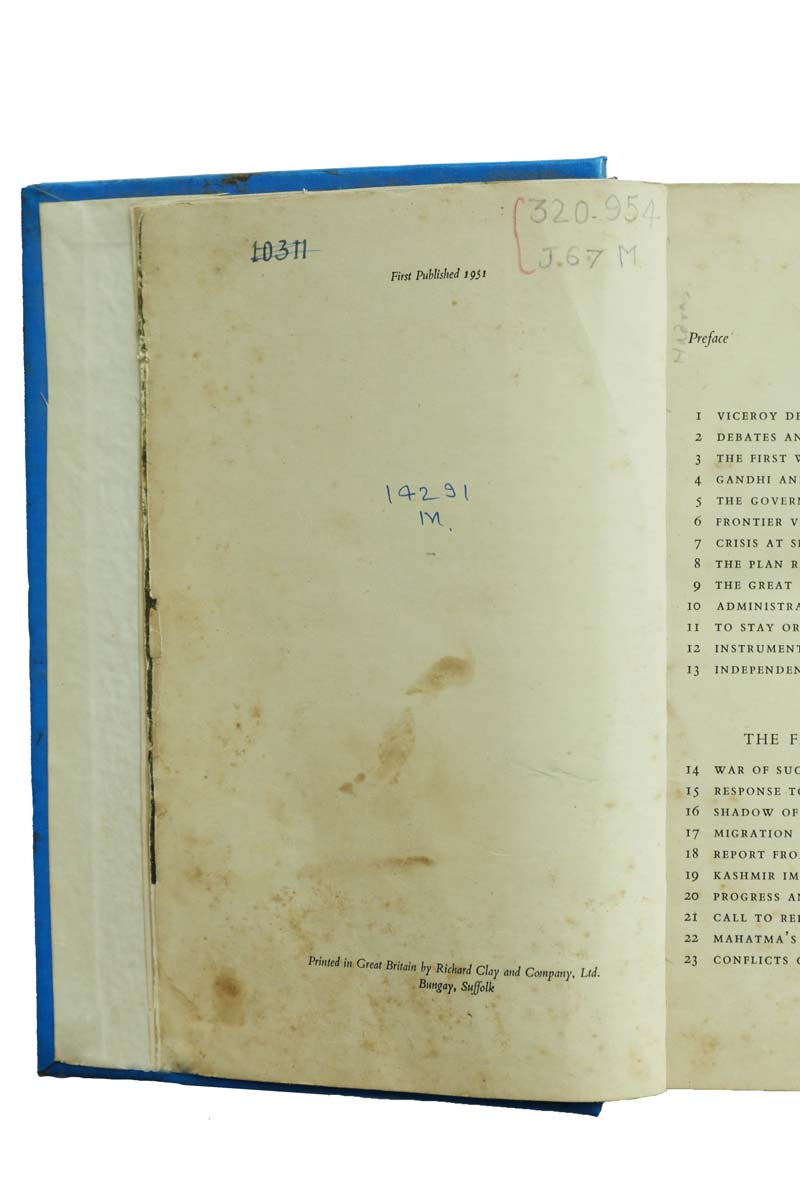 320.954
J.67 M
10311
First Published 1951
14291
M.
Printed in Great Britain by Richard Clay and Company, Ltd.
Bungay, Suffolk
Preface
1 VICEROY DE
2 DEBATES AN
3 THE FIRST W
4 GANDHI AN
5 THE GOVERN
6 FRONTIER V
7 CRISIS AT S
8 THE PLAN R
9 THE GREAT
10 ADMINISTRA
11 TO STAY OR
12 INSTRUMENT
13 INDEPENDEN
THE F
14 WAR OF SUC
15 RESPONSE TO
16 SHADOW OF
17 MIGRATION
18 REPORT FRO
19 KASHMIR IM
20 PROGRESS AN
21 CALL TO RE
22 MAHATMA'S
23 CONFLICTS O